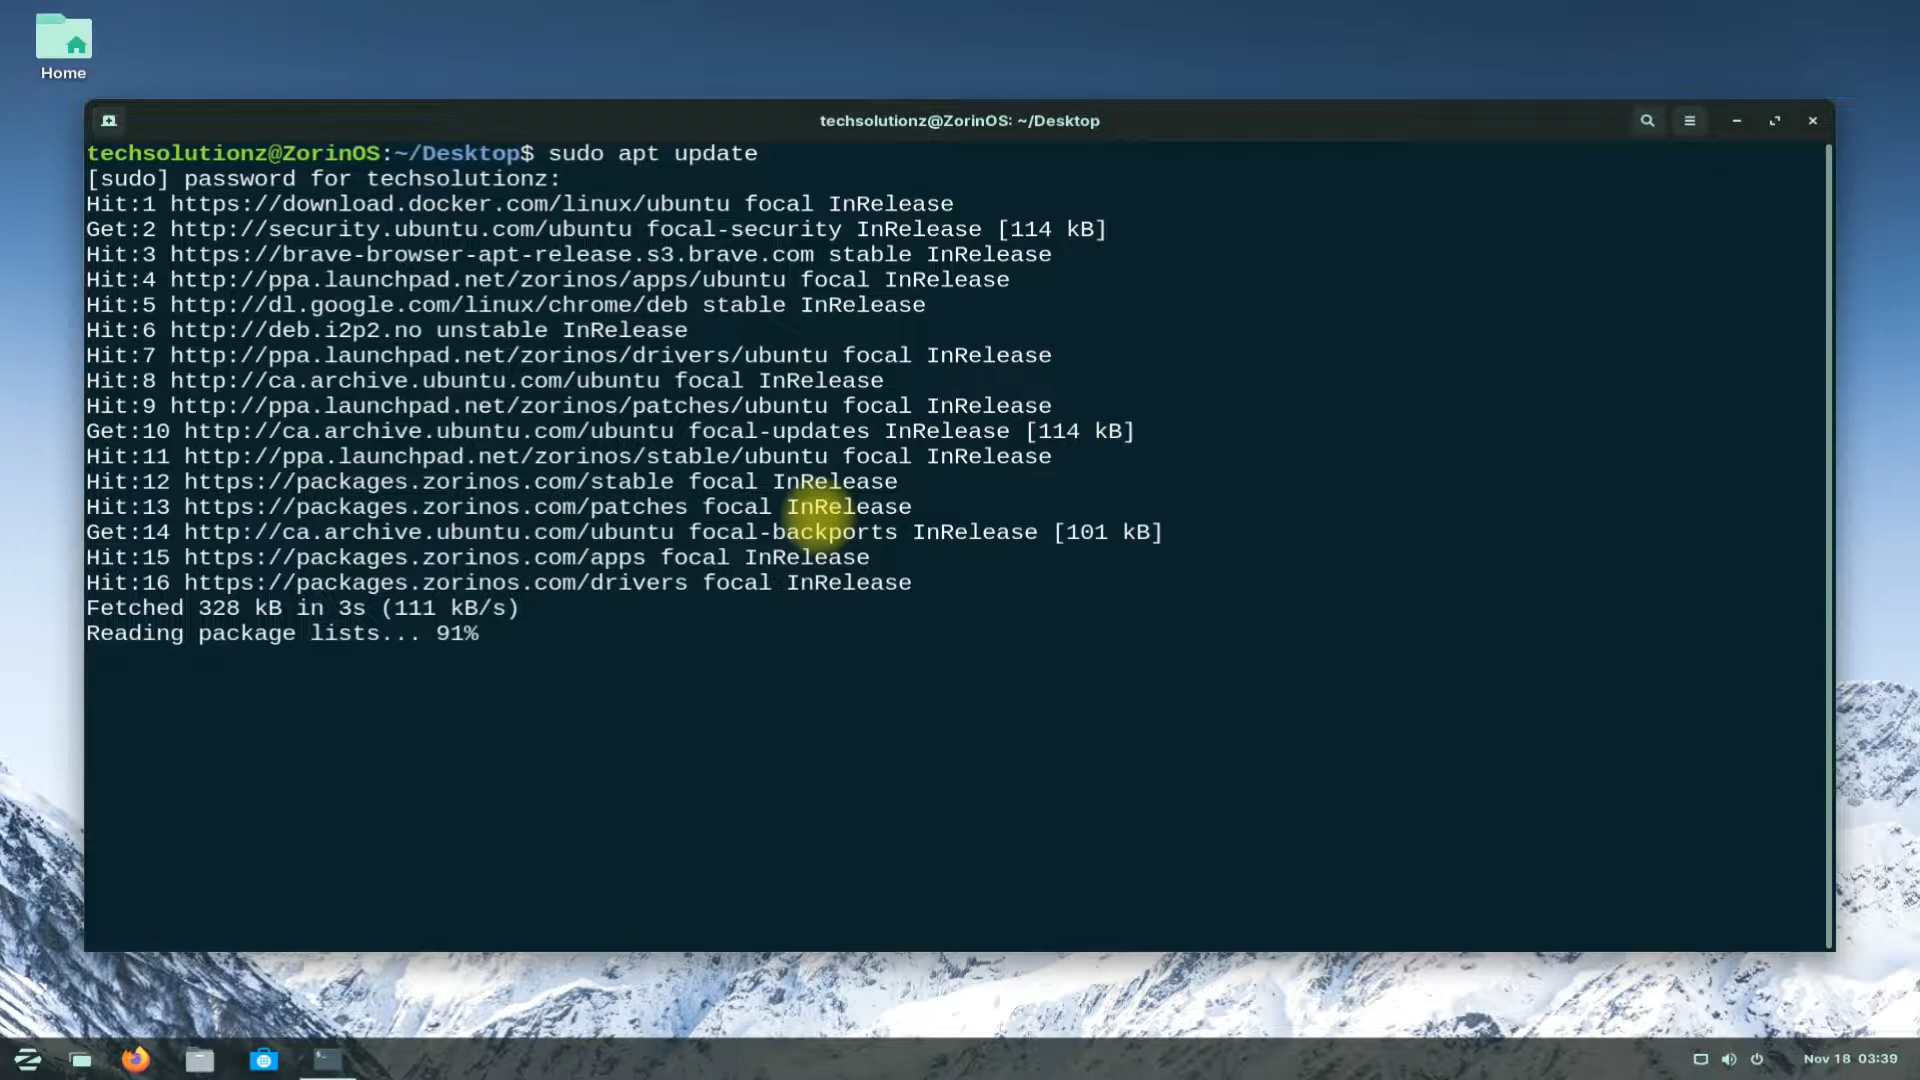 Home
techsolutionz@ZorinOS: ~/Desktop
techsolutionz@ZorinOS:~/Desktop$ sudo apt update
[sudo] password for techsolutionz:
Hit:1 https://download.docker.com/linux/ubuntu focal InRelease
Get:2 http://security.ubuntu.com/ubuntu focal-security InRelease [114 kB]
Hit:3 https://brave-browser-apt-release.s3.brave.com stable InRelease
Hit:4 http://ppa.launchpad.net/zorinos/apps/ubuntu focal InRelease
Hit:5 http://dl.google.com/linux/chrome/deb stable InRelease
Hit:6 http://deb.i2p2.no unstable InRelease
Hit:7 http://ppa.launchpad.net/zorinos/drivers/ubuntu focal InRelease
Hit:8 http://ca.archive.ubuntu.com/ubuntu focal InRelease
Hit:9 http://ppa.launchpad.net/zorinos/patches/ubuntu focal InRelease
Get:10 http://ca.archive.ubuntu.com/ubuntu focal-updates InRelease [114 kB]
Hit:11 http://ppa.launchpad.net/zorinos/stable/ubuntu focal InRelease
Hit:12 https://packages.zorinos.com/stable focal InRelease
Hit:13 https://packages.zorinos.com/patches focal InRelease
Get:14 http://ca.archive.ubuntu.com/ubuntu focal-backports InRelease [101 kB]
Hit:15 https://packages.zorinos.com/apps focal InRelease
Hit:16 https://packages.zorinos.com/drivers focal InRelease
Fetched 328 kB in 3s (111 kB/s)
Reading package lists... 91%
Nov 18 03:39